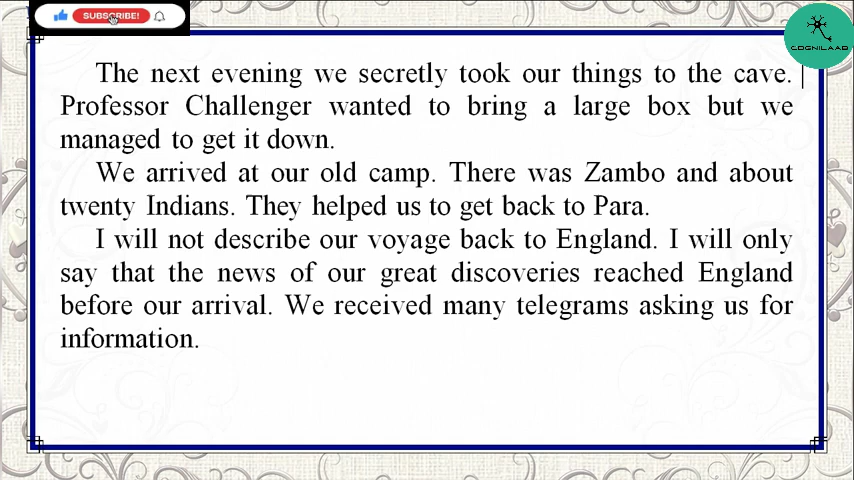 SUBSCRIBE!
COGNILAAB
The next evening we secretly took our things to the cave.
Professor Challenger wanted to bring a large box but we
managed to get it down.
We arrived at our old camp. There was Zambo and about
twenty Indians. They helped us to get back to Para.
I will not describe our voyage back to England. I will only
say that the news of our great discoveries reached England
before our arrival. We received many telegrams asking us for
information.